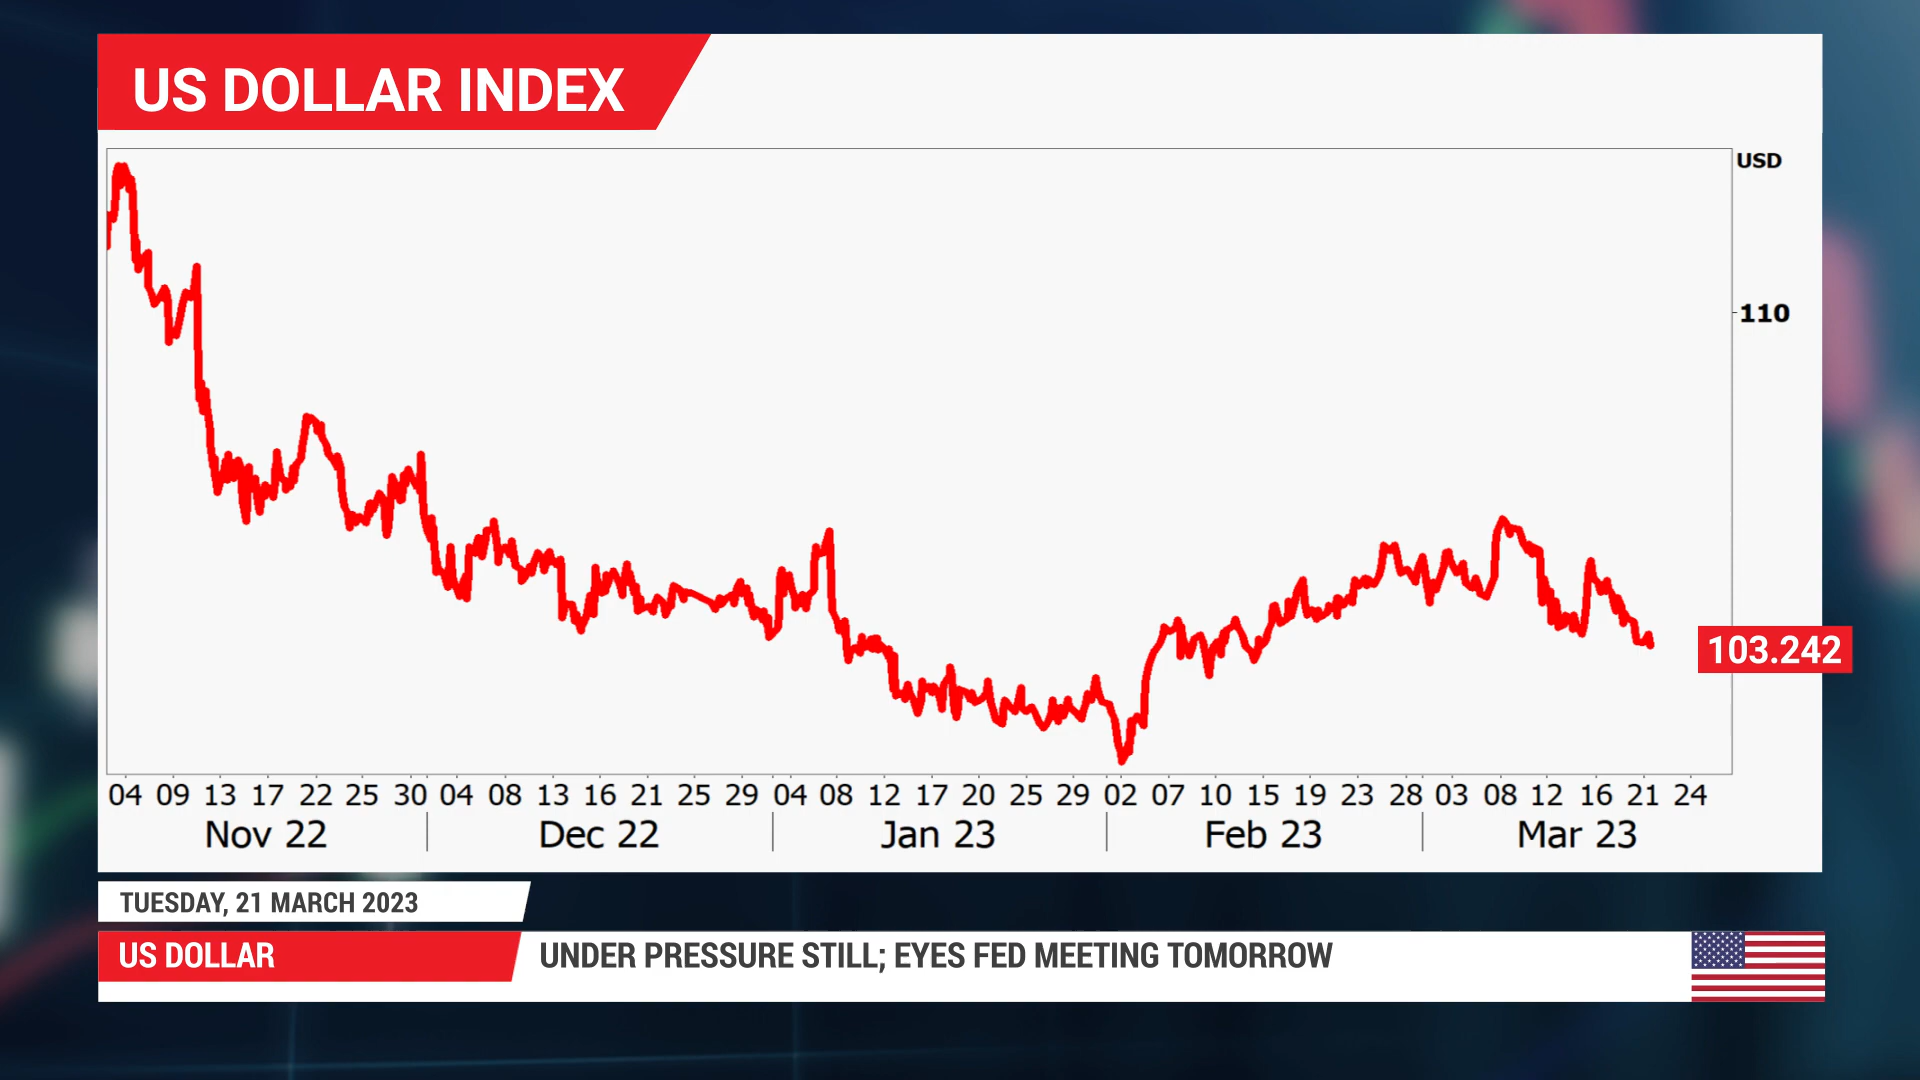 US DOLLAR INDEX
USD
110
103.242
04 09 13 17 22 25 30 04 08 13 16 21 25 29 04 08 12 17 20 25 29 02 07 10 15 19 23 28 03 08 12 16 21 24
Nov 22 Dec 22 Jan 23 Feb 23 Mar 23
TUESDAY, 21 MARCH 2023
US DOLLAR UNDER PRESSURE STILL; EYES FED MEETING TOMORROW